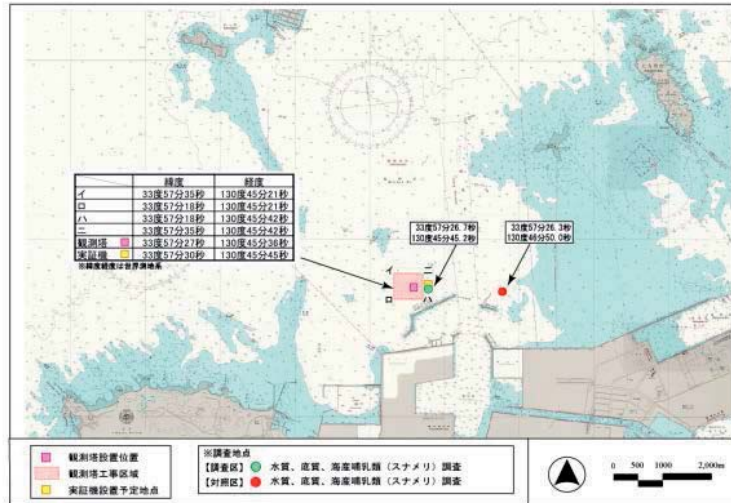 緯度 経度
イ 33度57分35秒 130度45分21秒
ロ 33度57分18秒 130度45分21秒
ハ 33度57分18秒 130度45分42秒
ニ 33度57分35秒 130度45分42秒
観測塔 33度57分27秒 130度45分36秒
実証機 33度57分30秒 130度45分45秒
※緯度経度は世界測地系
33度57分26.7秒
130度45分45.2秒
33度57分26.3秒
130度46分50.0秒
イ ニ
ロ ハ
観測塔設置位置
観測塔工事区域
実証機設置予定地点
※調査地点
【調査区】 水質、底質、海産哺乳類（スナメリ）調査
【対照区】 水質、底質、海産哺乳類（スナメリ）調査
0 500 1000 2,000m